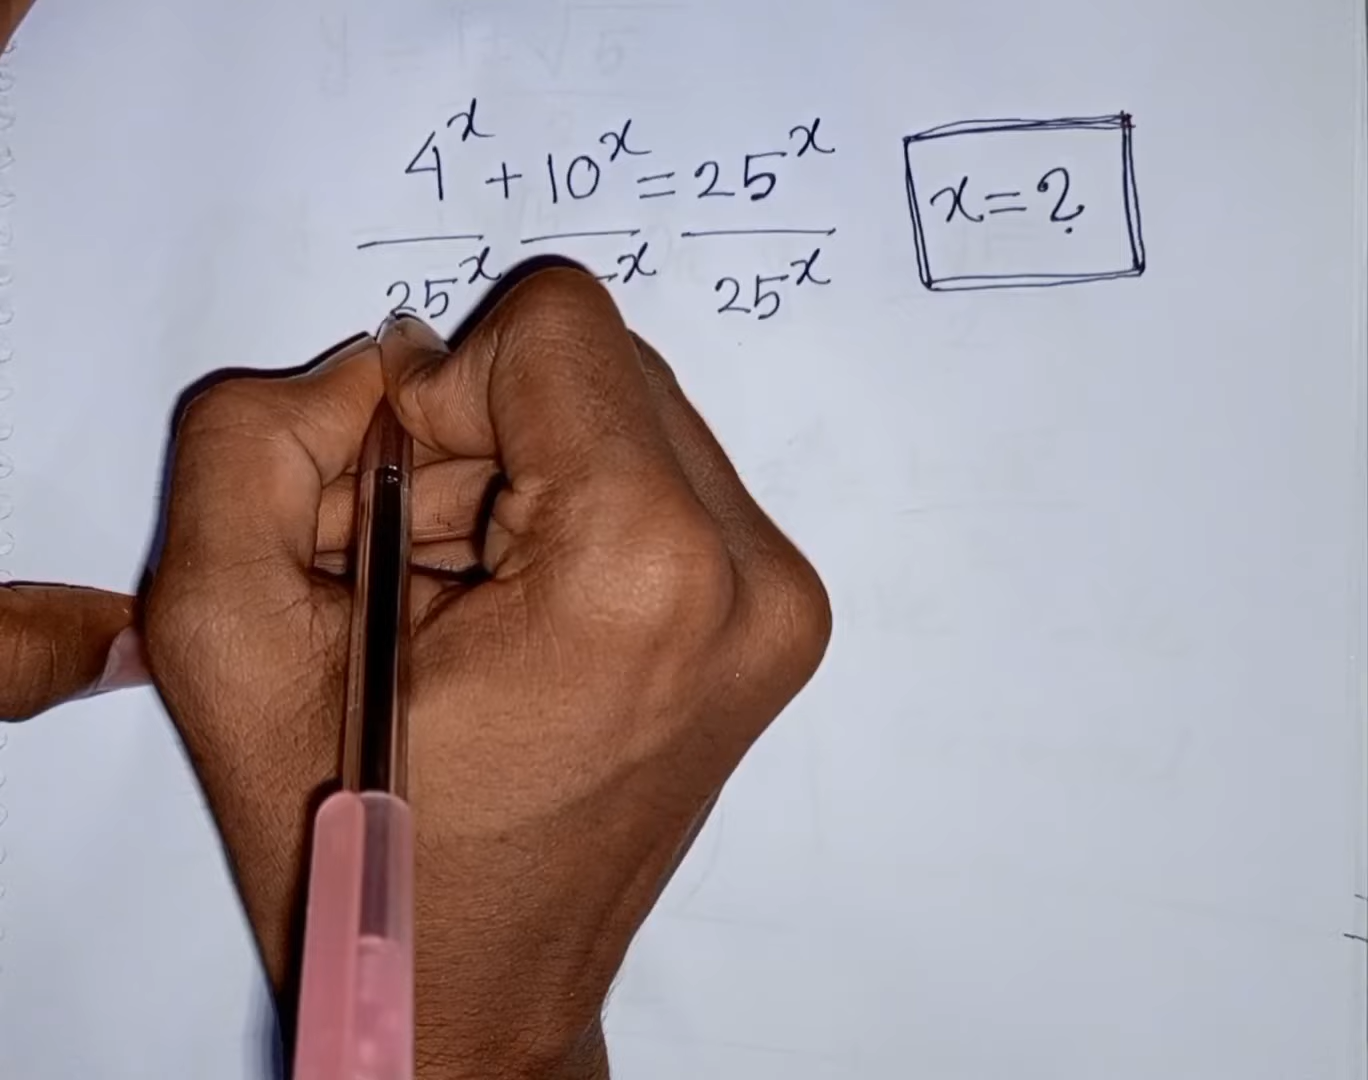 4^x + 10^x = 25^x
x = ?
25^x x 25^x